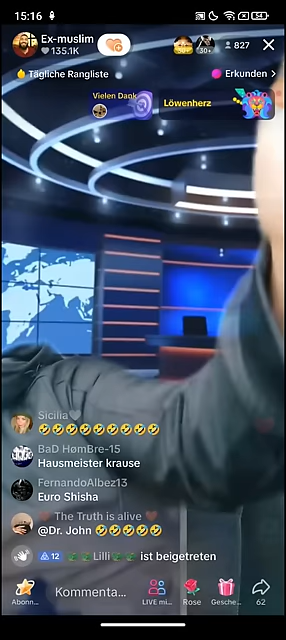 15:16
54
Ex-muslim
135.1K
30+
827
Tägliche Rangliste
Erkunden >
Vielen Dank
Löwenherz
Sicilia🩶
🤣🤣🤣🤣🤣🤣🤣🤣🤣
BaD HømBre-15
Hausmeister krause
FernandoAlbez13
Euro Shisha
The Truth is alive
@Dr. John 🤣🤣🤣🤣🤣
12 🐉🐉Lilli🐉🐉 ist beigetreten
Abonn...
Kommenta...
LIVE mi...
Rose
Gesche...
62